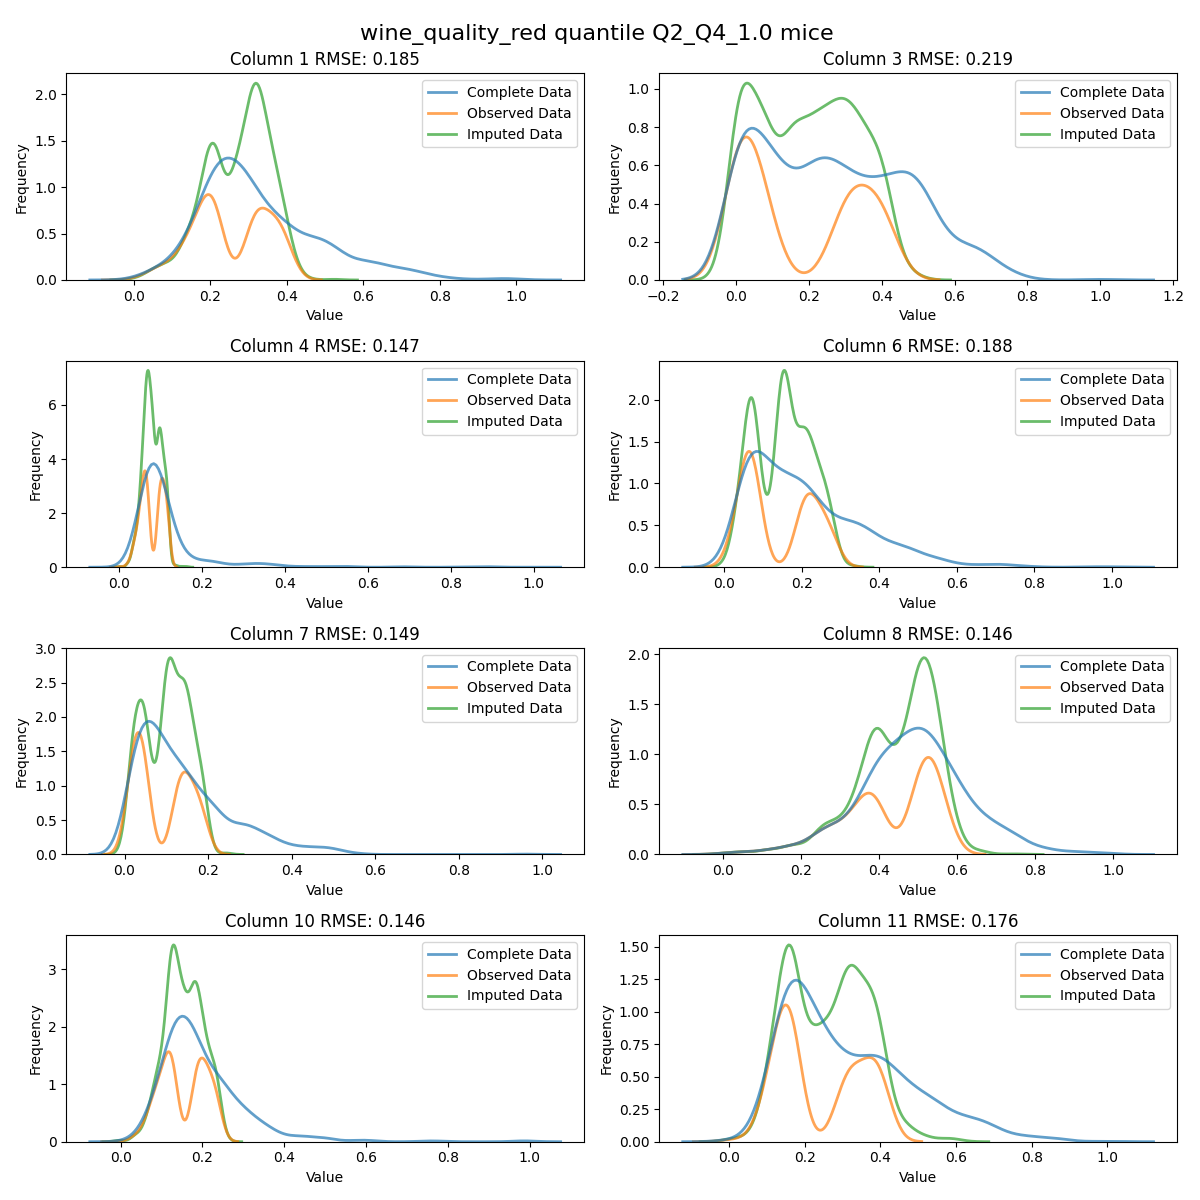 wine_quality_red quantile Q2_Q4_1.0 mice
Column 1 RMSE: 0.185
Frequency
2.0
1.5
1.0
0.5
0.0
Complete Data
Observed Data
Imputed Data
0.0 0.2 0.4 0.6 0.8 1.0
Value
Column 3 RMSE: 0.219
Frequency
1.0
0.8
0.6
0.4
0.2
0.0
Complete Data
Observed Data
Imputed Data
−0.2 0.0 0.2 0.4 0.6 0.8 1.0 1.2
Value
Column 4 RMSE: 0.147
Frequency
6
4
2
0
Complete Data
Observed Data
Imputed Data
0.0 0.2 0.4 0.6 0.8 1.0
Value
Column 6 RMSE: 0.188
Frequency
2.0
1.5
1.0
0.5
0.0
Complete Data
Observed Data
Imputed Data
0.0 0.2 0.4 0.6 0.8 1.0
Value
Column 7 RMSE: 0.149
Frequency
3.0
2.5
2.0
1.5
1.0
0.5
0.0
Complete Data
Observed Data
Imputed Data
0.0 0.2 0.4 0.6 0.8 1.0
Value
Column 8 RMSE: 0.146
Frequency
2.0
1.5
1.0
0.5
0.0
Complete Data
Observed Data
Imputed Data
0.0 0.2 0.4 0.6 0.8 1.0
Value
Column 10 RMSE: 0.146
Frequency
3
2
1
0
Complete Data
Observed Data
Imputed Data
0.0 0.2 0.4 0.6 0.8 1.0
Value
Column 11 RMSE: 0.176
Frequency
1.50
1.25
1.00
0.75
0.50
0.25
0.00
Complete Data
Observed Data
Imputed Data
0.0 0.2 0.4 0.6 0.8 1.0
Value